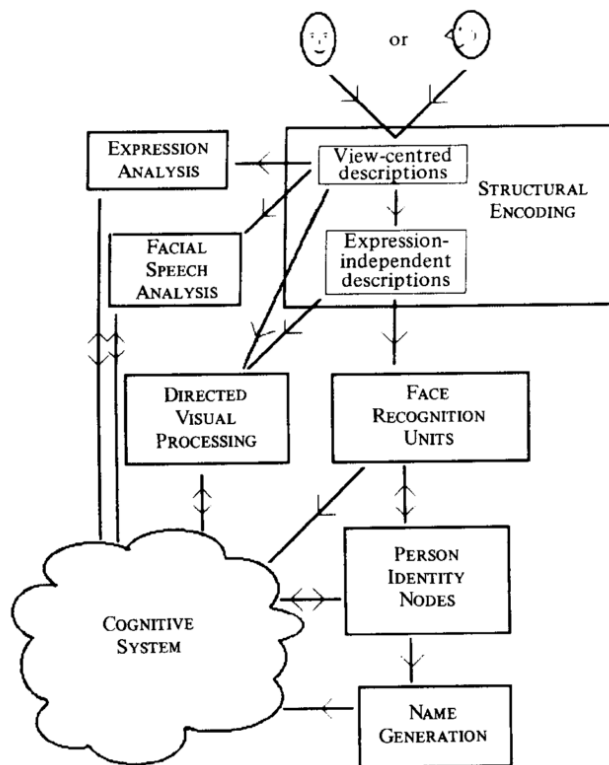 or
EXPRESSION
ANALYSIS
View-centred
descriptions
STRUCTURAL
ENCODING
FACIAL
SPEECH
ANALYSIS
Expression-
independent
descriptions
DIRECTED
VISUAL
PROCESSING
FACE
RECOGNITION
UNITS
COGNITIVE
SYSTEM
PERSON
IDENTITY
NODES
NAME
GENERATION